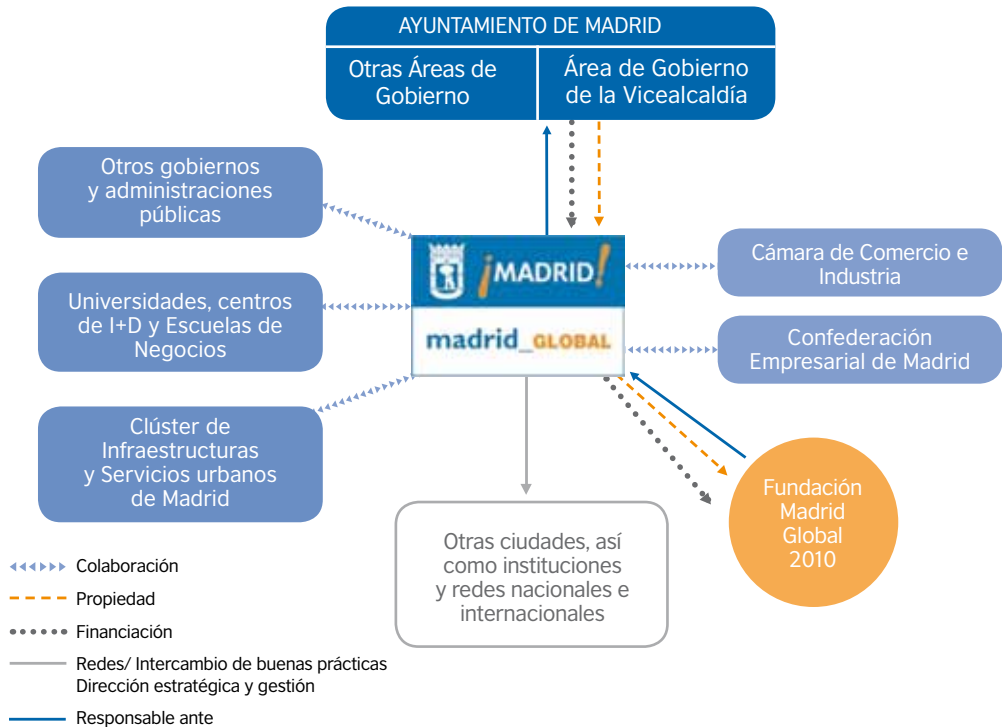 AYUNTAMIENTO DE MADRID
Otras Áreas de
Gobierno
Área de Gobierno
de la Vicealcaldía
Otros gobiernos
y administraciones
públicas
Universidades, centros
de I+D y Escuelas de
Negocios
Clúster de
Infraestructuras
y Servicios urbanos
de Madrid
¡MADRID!
madrid_GLOBAL
Cámara de Comercio e
Industria
Confederación
Empresarial de Madrid
Fundación
Madrid
Global
2010
Otras ciudades, así
como instituciones
y redes nacionales e
internacionales
Colaboración
Propiedad
Financiación
Redes/ Intercambio de buenas prácticas
Dirección estratégica y gestión
Responsable ante